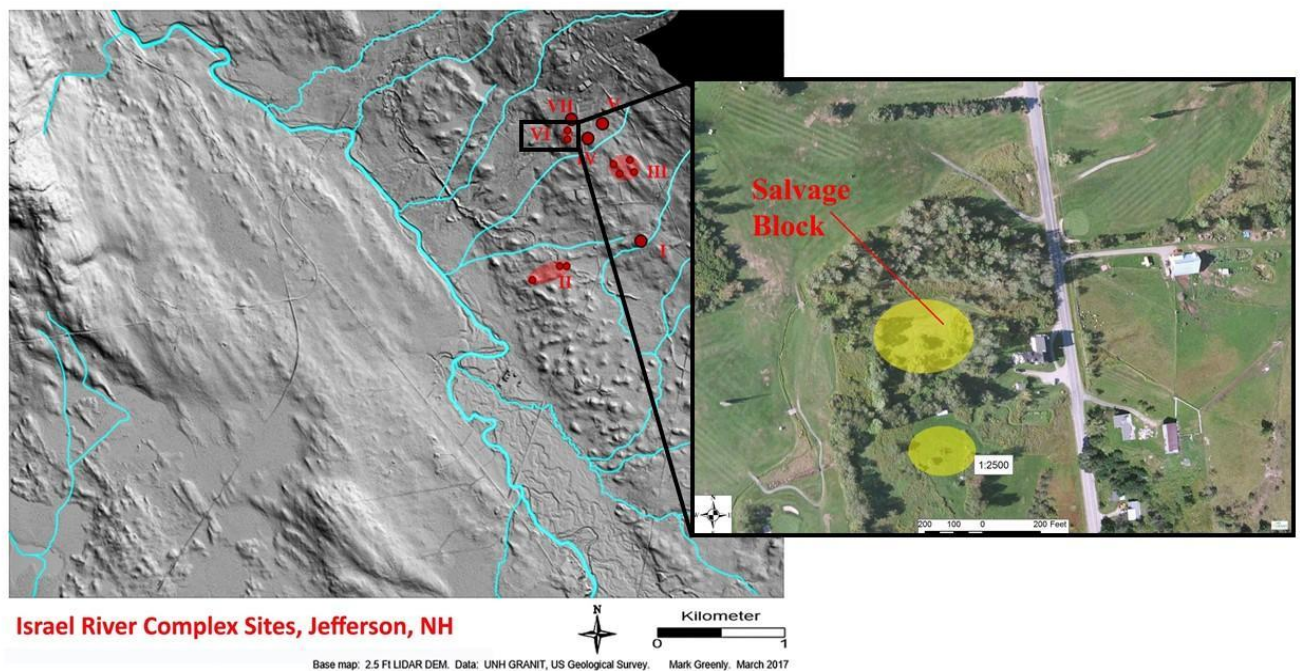 VII
V
VI
IV
III
I
II
Salvage
Block
1:2500
N
W
E
200 100 0 200 Feet
Israel River Complex Sites, Jefferson, NH
N
Kilometer
0 1
Base map: 2.5 Ft LIDAR DEM. Data: UNH GRANIT, US Geological Survey. Mark Greenly. March 2017